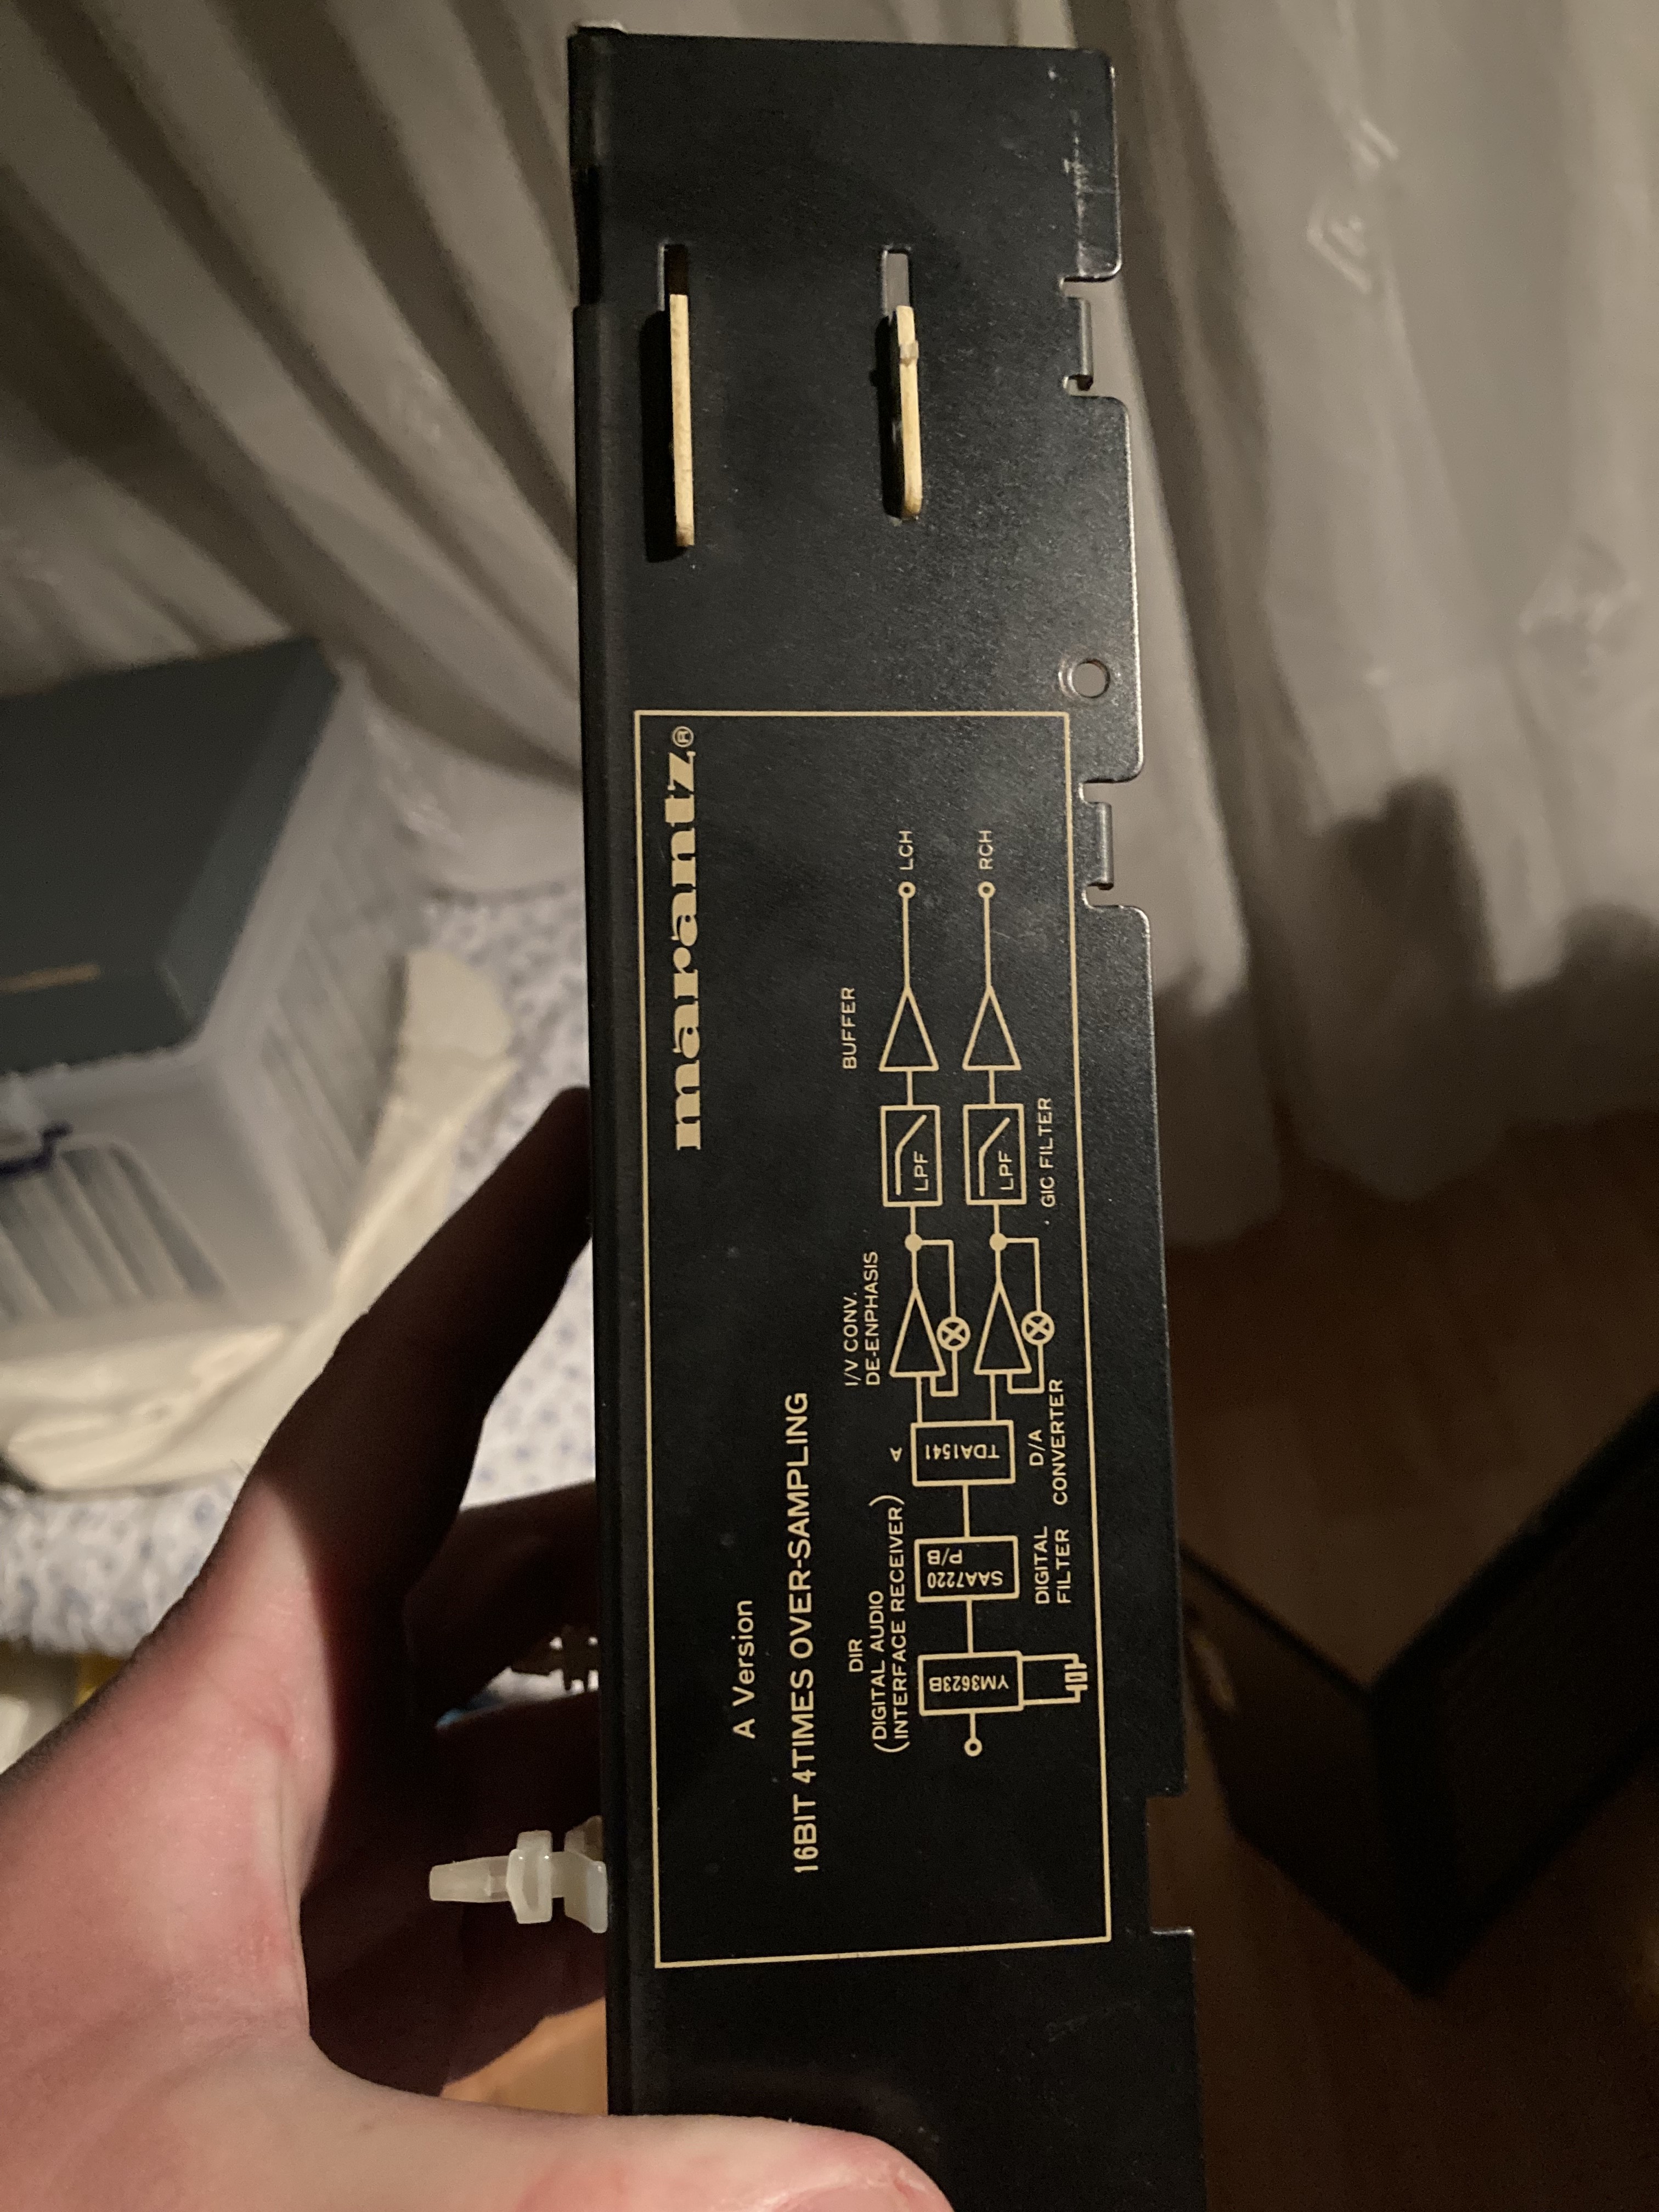 marantz®
A Version
16BIT 4TIMES OVER-SAMPLING
DIR
(DIGITAL AUDIO
INTERFACE RECEIVER)
I/V CONV.
DE-ENPHASIS
BUFFER
A
YM3623B
SAA7220
P/B
TDA1541
LPF
LPF
LCH
RCH
DIGITAL
FILTER
D/A
CONVERTER
GIC FILTER